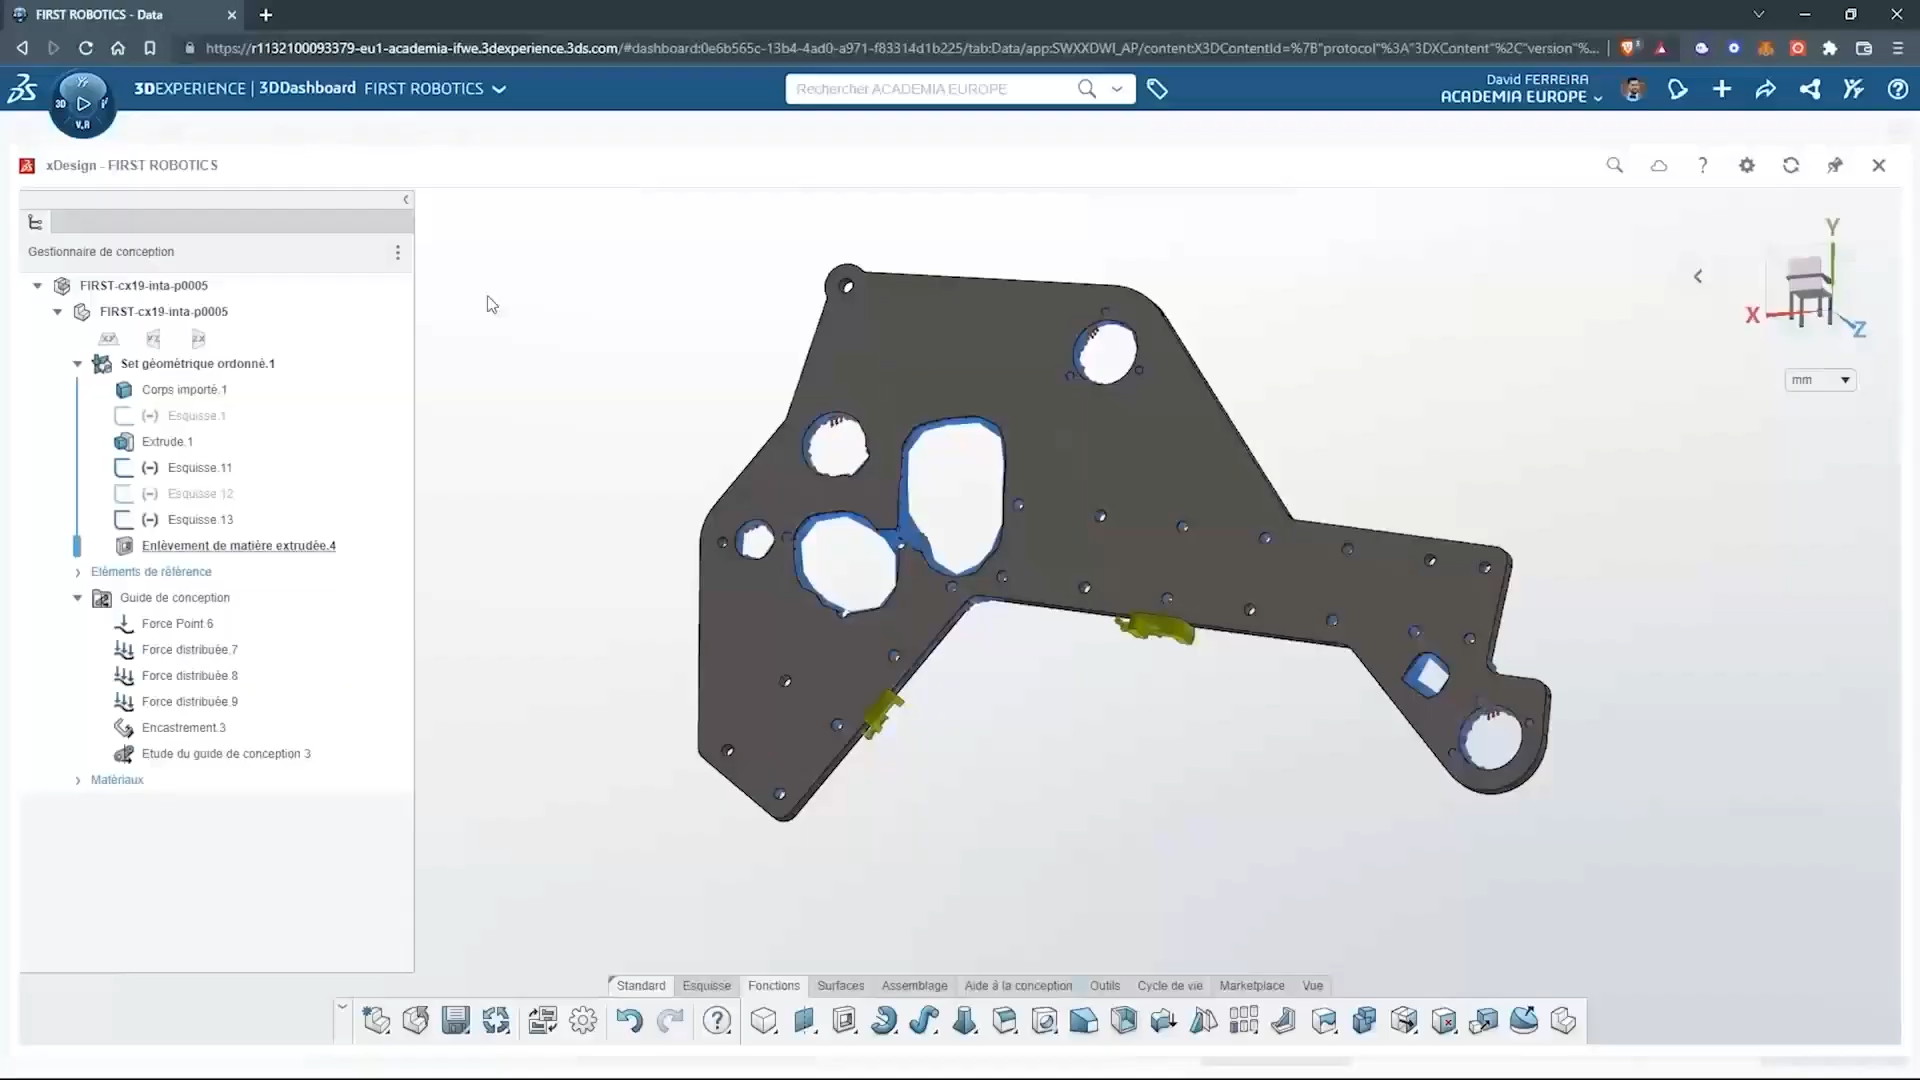 FIRST ROBOTICS - Data
https://r1132100093379-eu1-academia-ifwe.3dexperience.3ds.com/#dashboard:0e6b565c-13b4-4ad0-a971-f83314d1b225/tab:Data/app:SWXXDWI_AP/content:X3DContentId=%7B"protocol"%3A"3DXContent"%2C"version"%...
3D V.R
3DEXPERIENCE | 3DDashboard FIRST ROBOTICS
Rechercher ACADEMIA EUROPE
David FERREIRA
ACADEMIA EUROPE
xDesign - FIRST ROBOTICS
Gestionnaire de conception
FIRST-cx19-inta-p0005
FIRST-cx19-inta-p0005
XY YZ ZX
Set géométrique ordonné.1
Corps importé.1
(-) Esquisse.1
Extrude.1
(-) Esquisse.11
(-) Esquisse.12
(-) Esquisse.13
Enlèvement de matière extrudée.4
Eléments de référence
Guide de conception
Force Point.6
Force distribuée.7
Force distribuée.8
Force distribuée.9
Encastrement.3
Etude du guide de conception 3
Matériaux
Y
X
Z
mm
Standard Esquisse Fonctions Surfaces Assemblage Aide à la conception Outils Cycle de vie Marketplace Vue